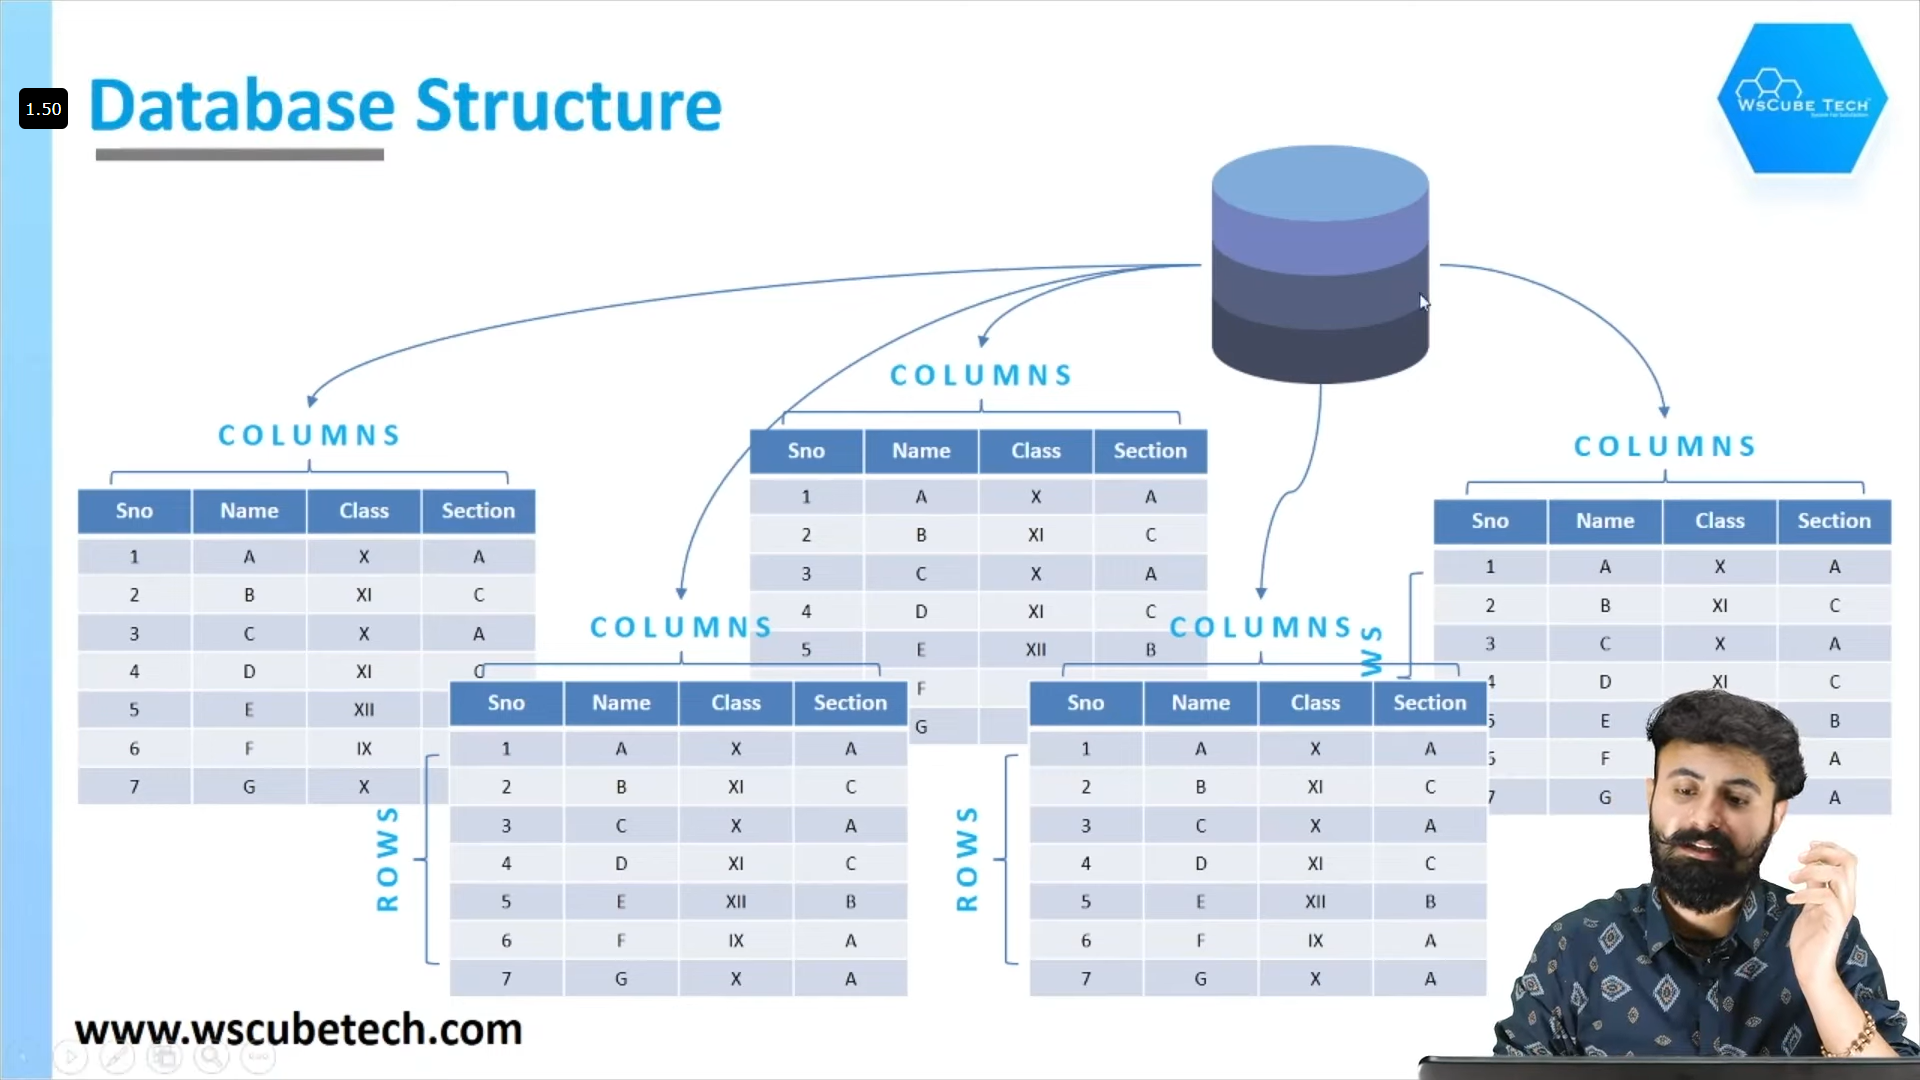 1.50
Database Structure
WsCube Tech
COLUMNS
Sno Name Class Section
1 A X A
2 B XI C
3 C X A
4 D XI C
5 E XII
6 F IX
7 G X
COLUMNS
Sno Name Class Section
1 A X A
2 B XI C
3 C X A
4 D XI C
5 E XII B
F
G
COLUMNS
Sno Name Class Section
1 A X A
2 B XI C
3 C X A
4 D XI C
5 E B
F A
7 G A
WS
COLUMNS
ROWS
Sno Name Class Section
1 A X A
2 B XI C
3 C X A
4 D XI C
5 E XII B
6 F IX A
7 G X A
COLUMNS
ROWS
Sno Name Class Section
1 A X A
2 B XI C
3 C X A
4 D XI C
5 E XII B
6 F IX A
7 G X A
www.wscubetech.com